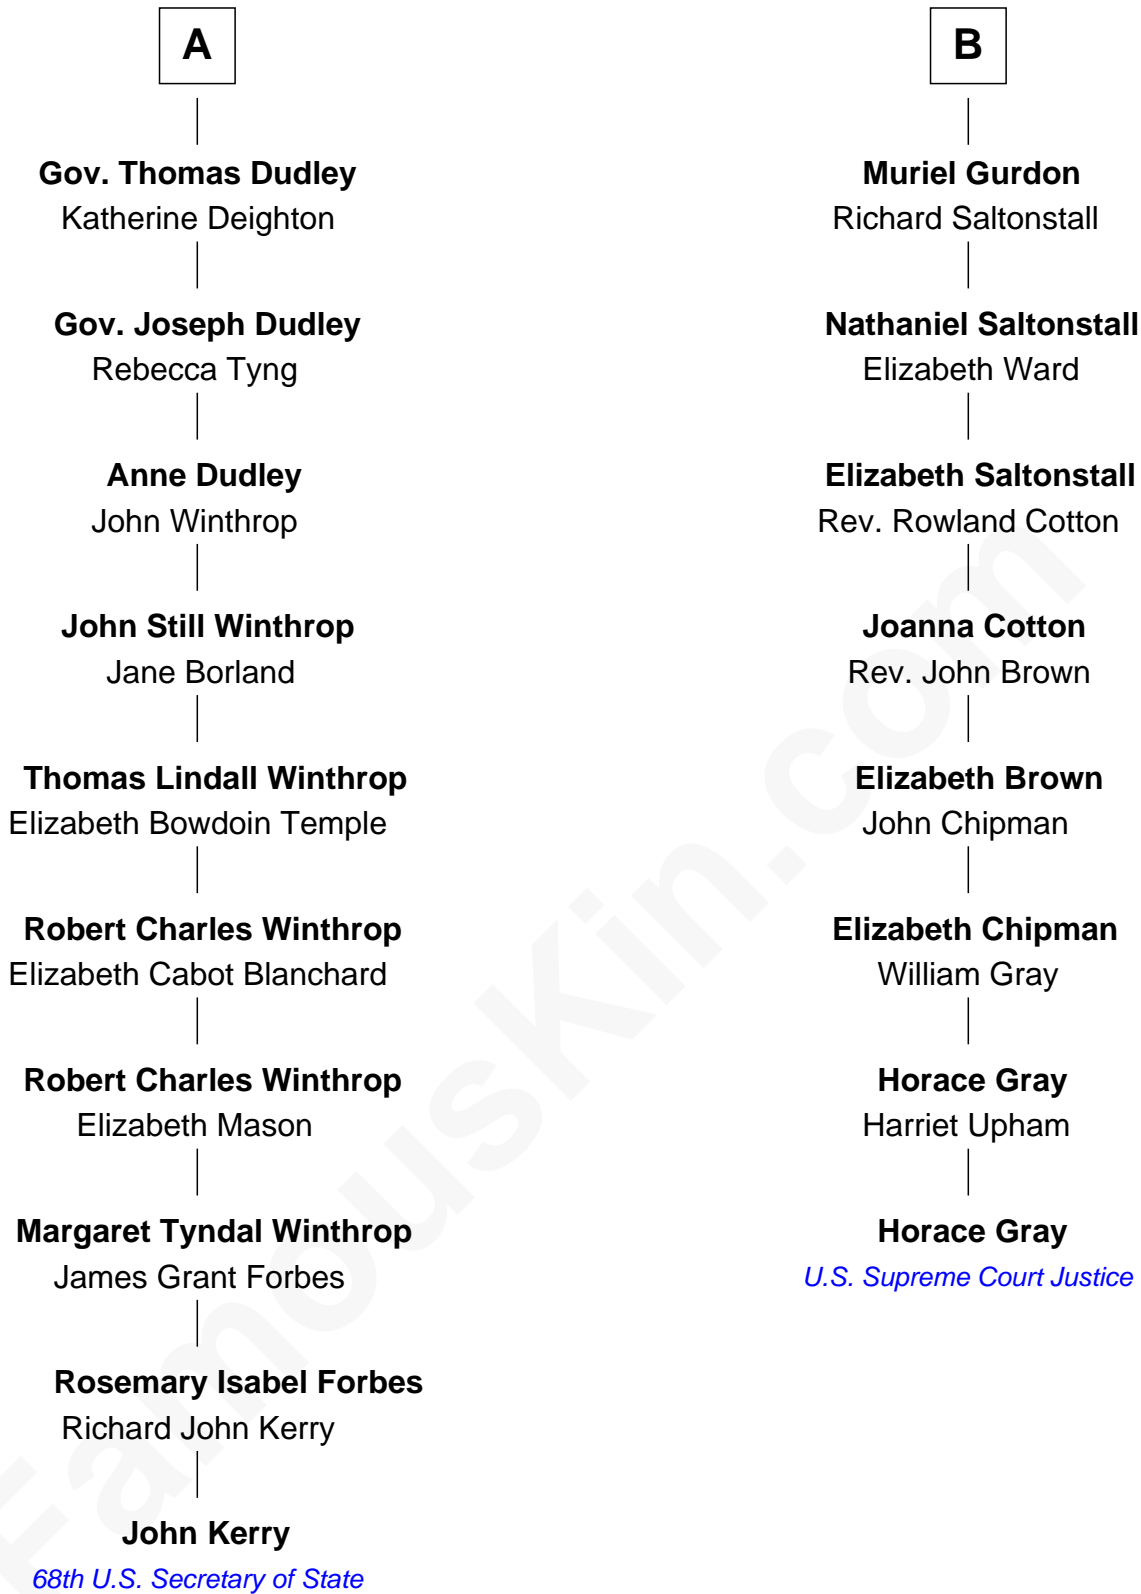 A
Gov. Thomas Dudley
Katherine Deighton
Gov. Joseph Dudley
Rebecca Tyng
Anne Dudley
John Winthrop
John Still Winthrop
Jane Borland
Thomas Lindall Winthrop
Elizabeth Bowdoin Temple
Robert Charles Winthrop
Elizabeth Cabot Blanchard
Robert Charles Winthrop
Elizabeth Mason
Margaret Tyndal Winthrop
James Grant Forbes
Rosemary Isabel Forbes
Richard John Kerry
John Kerry
68th U.S. Secretary of State
B
Muriel Gurdon
Richard Saltonstall
Nathaniel Saltonstall
Elizabeth Ward
Elizabeth Saltonstall
Rev. Rowland Cotton
Joanna Cotton
Rev. John Brown
Elizabeth Brown
John Chipman
Elizabeth Chipman
William Gray
Horace Gray
Harriet Upham
Horace Gray
U.S. Supreme Court Justice
FamousKin.com